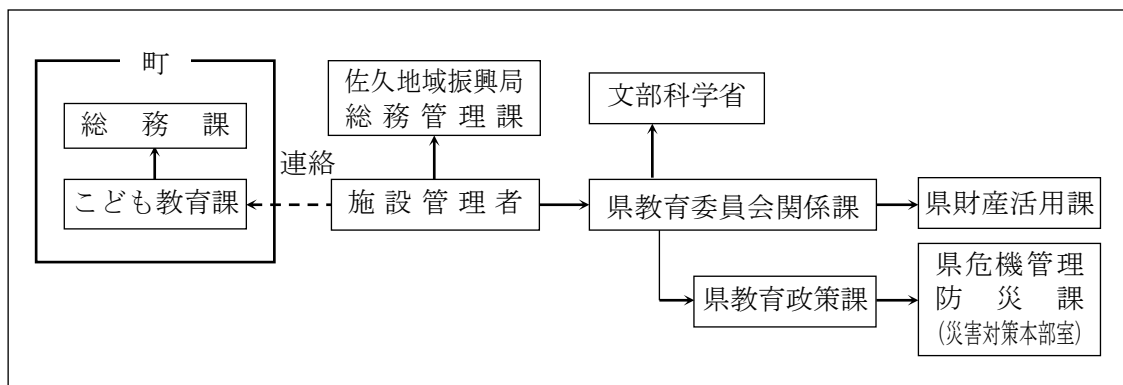 町
総務課
こども教育課
連絡
佐久地域振興局
総務管理課
施設管理者
文部科学省
県教育委員会関係課
県財産活用課
県教育政策課
県危機管理
防災課
(災害対策本部室)